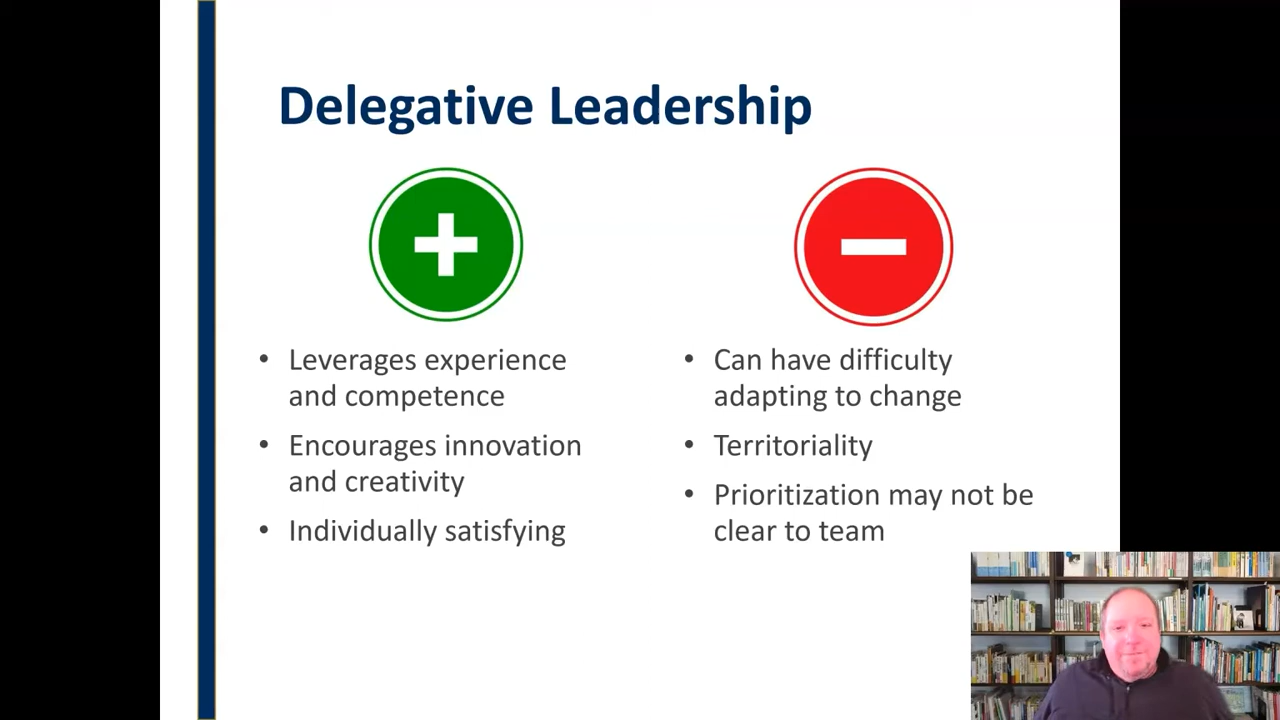 Delegative Leadership
• Leverages experience
and competence
• Encourages innovation
and creativity
• Individually satisfying
• Can have difficulty
adapting to change
• Territoriality
• Prioritization may not be
clear to team